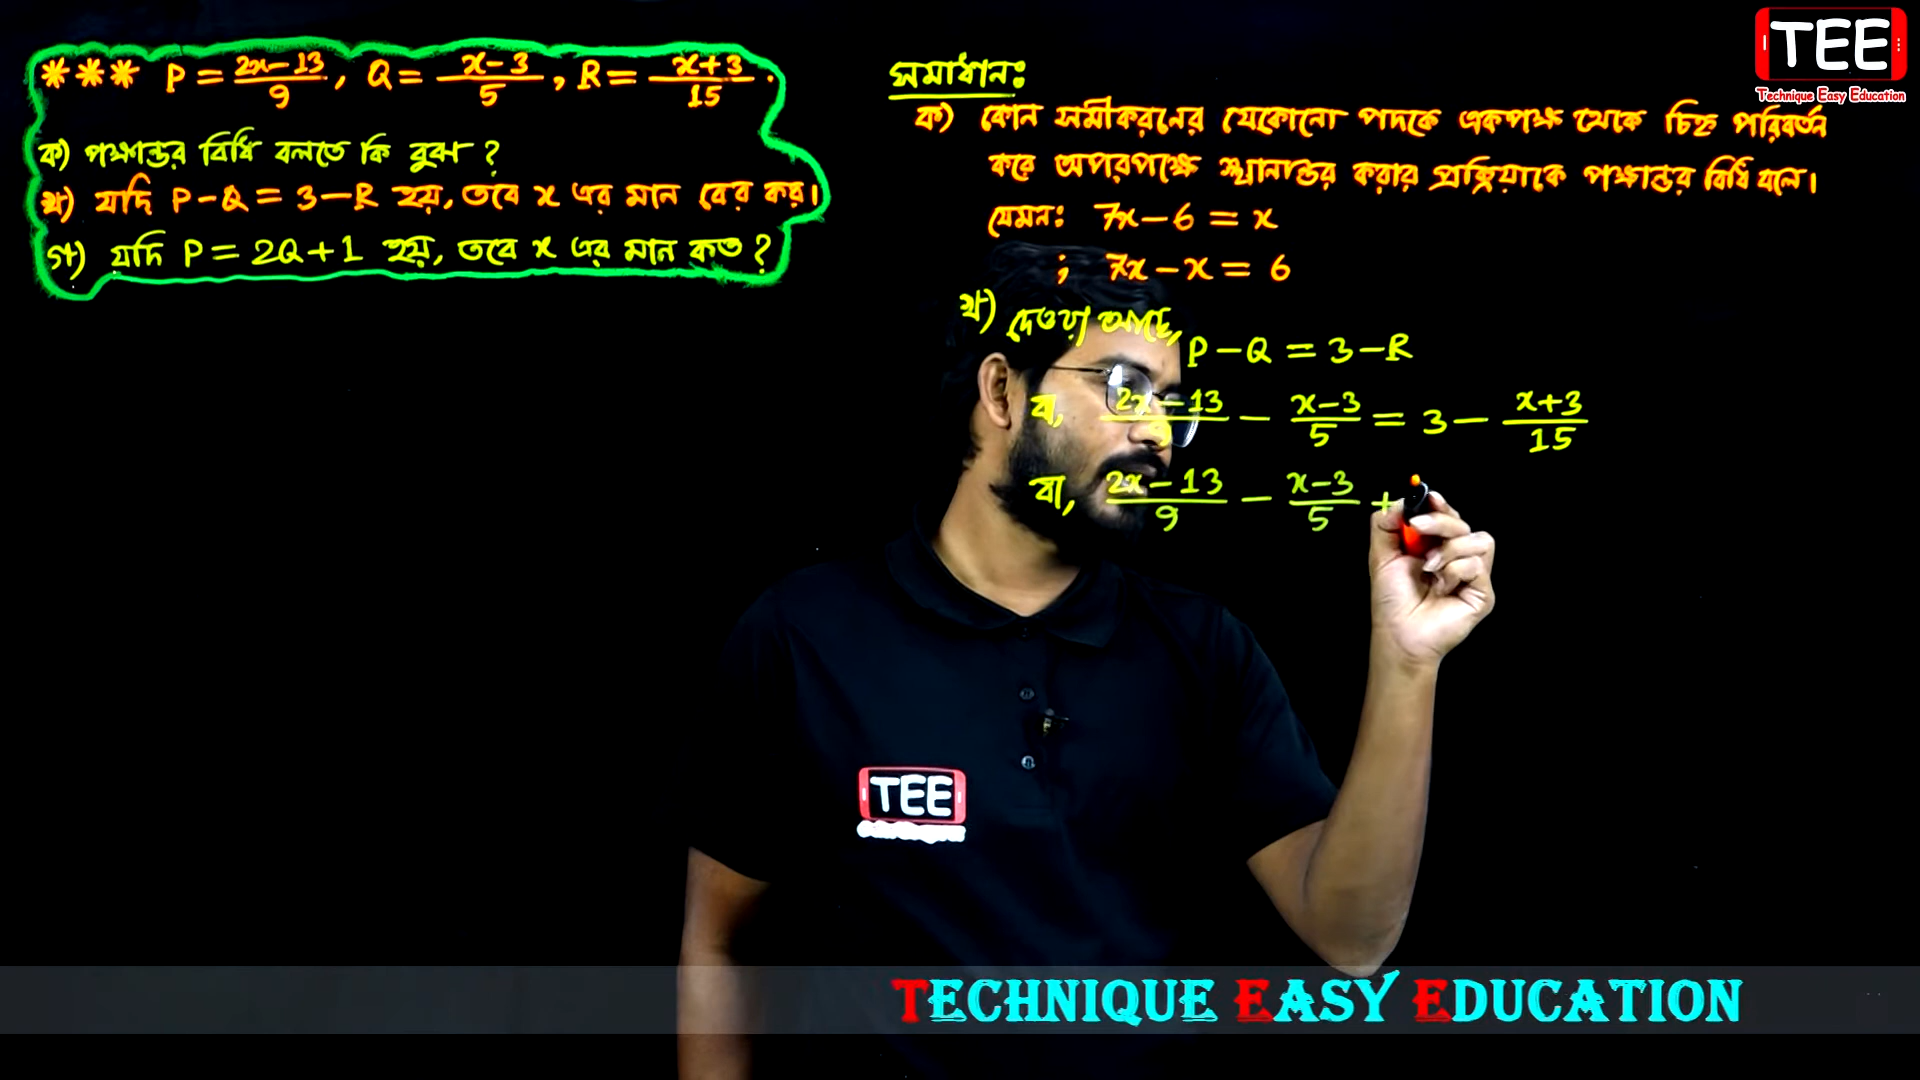 *** P = (2x-13)/9, Q = (x-3)/5, R = (x+3)/15.
ক) পক্ষান্তর বিধি বলতে কি বুঝ ?
খ) যদি P-Q = 3-R হয়, তবে x এর মান বের কর।
গ) যদি P = 2Q+1 হয়, তবে x এর মান কত ?
সমাধানঃ
ক) কোন সমীকরণের যেকোনো পদকে একপক্ষ থেকে চিহ্ন পরিবর্তন
করে অপরপক্ষে স্থানান্তর করার প্রক্রিয়াকে পক্ষান্তর বিধি বলে।
যেমনঃ 7x-6 = x
; 7x-x = 6
খ) দেওয়া আছে,
P-Q = 3-R
বা, (2x-13)/9 - (x-3)/5 = 3 - (x+3)/15
বা, (2x-13)/9 - (x-3)/5 +
TEE
Technique Easy Education
TEE
TECHNIQUE EASY EDUCATION